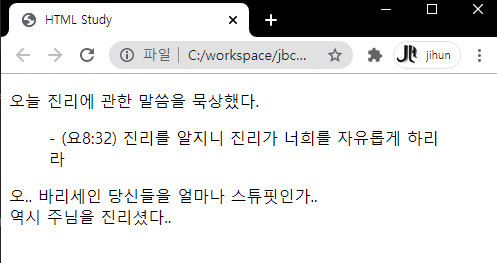 HTML Study
파일 C:/workspace/jbc...
jihun
오늘 진리에 관한 말씀을 묵상했다.
- (요8:32) 진리를 알지니 진리가 너희를 자유롭게 하리
라
오.. 바리세인 당신들을 얼마나 스튜핏인가..
역시 주님을 진리셨다..